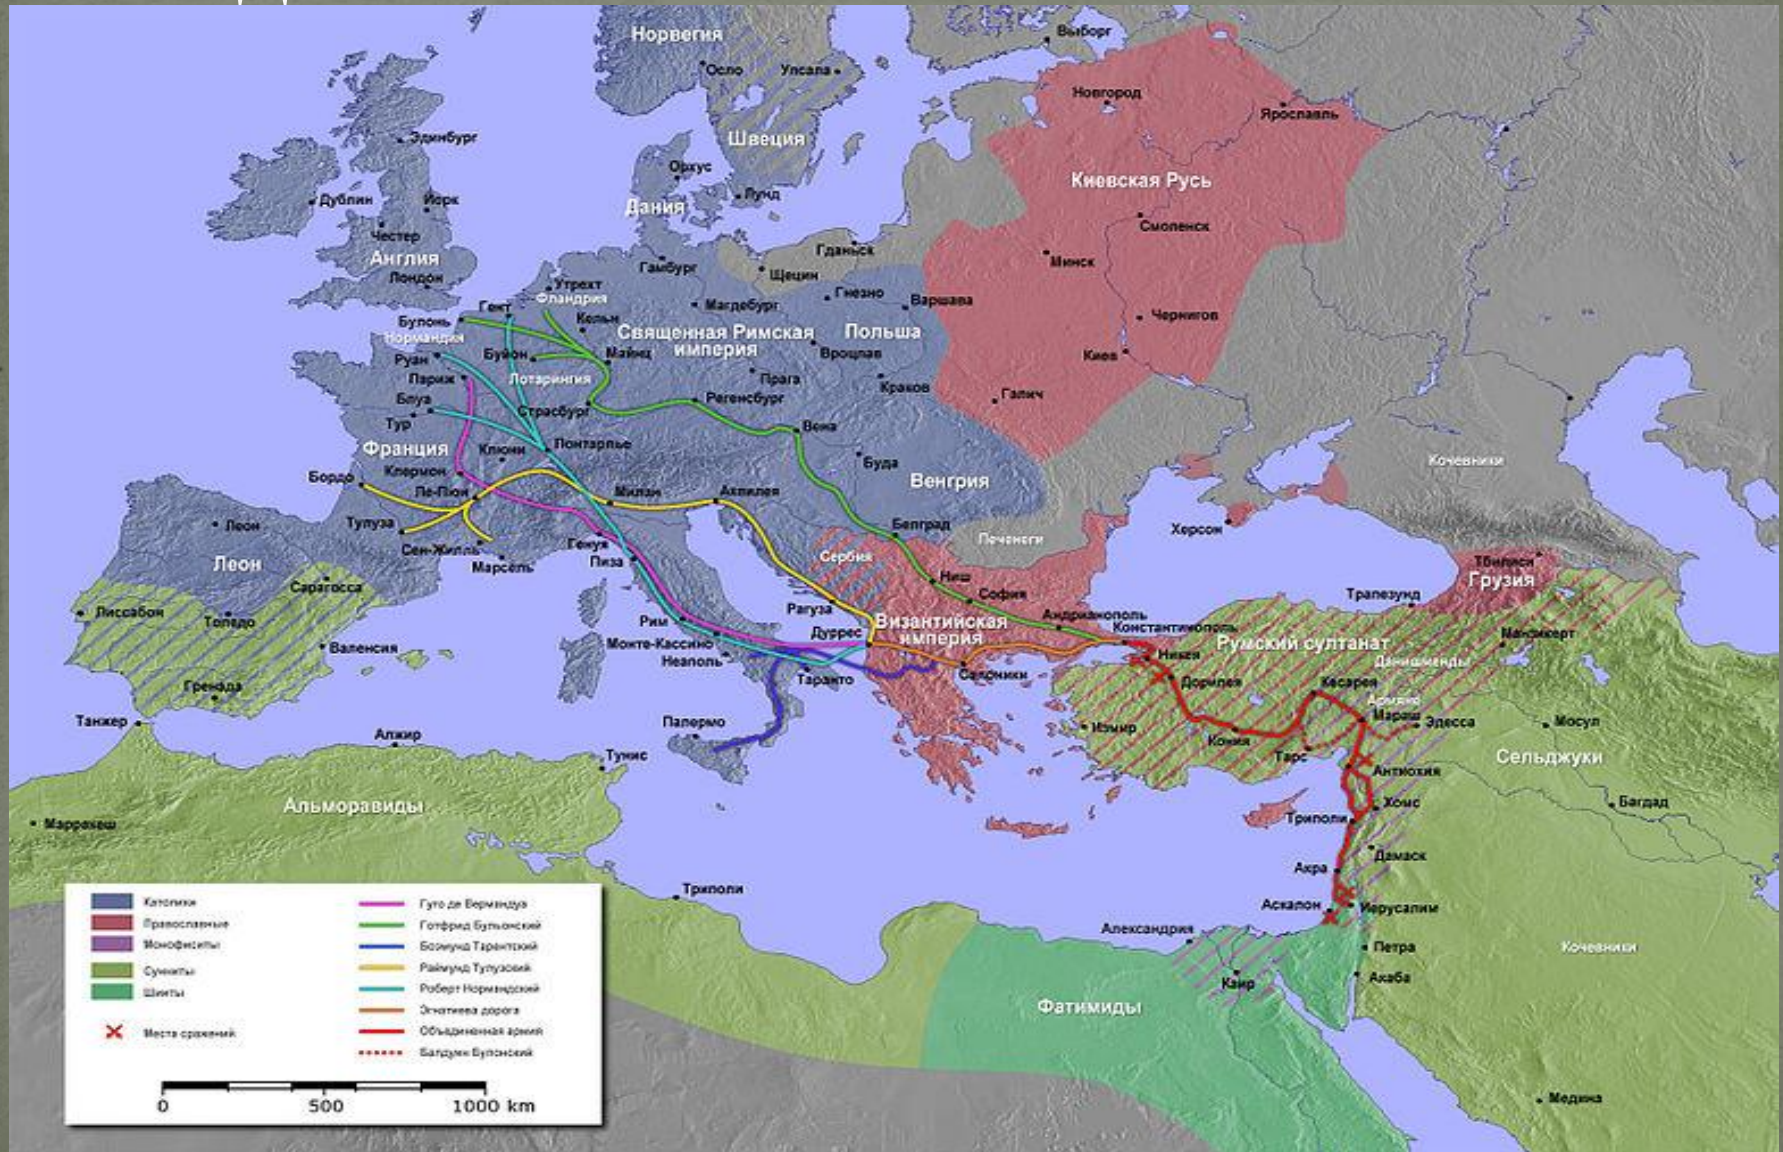 Норвегия
Выборг
Осло
Упсала
Новгород
Ярославль
Эдинбург
Швеция
Орхус
Киевская Русь
Дублин
Йорк
Лунд
Дания
Смоленск
Честер
Гданьск
Минск
Англия
Гамбург
Щецин
Лондон
Утрехт
Гнезно
Варшава
Фландрия
Гент
Магдебург
Чернигов
Булонь
Кельн
Священная Римская
империя
Польша
Нормандия
Руан
Буйон
Майнц
Вроцлав
Киев
Париж
Лотарингия
Прага
Краков
Галич
Блуа
Регенсбург
Тур
Страсбург
Вена
Франция
Клюни
Понтарлье
Буда
Кочевники
Клермон
Венгрия
Бордо
Ле-Пюи
Милан
Аквилея
Леон
Тулуза
Белград
Херсон
Сен-Жилль
Генуя
Печенеги
Леон
Марсель
Пиза
Сербия
Тбилиси
Грузия
Сарагосса
Ниш
София
Трапезунд
Лиссабон
Толедо
Рагуза
Андрианополь
Рим
Дуррес
Византийская
империя
Константинополь
Манзикерт
Валенсия
Монте-Кассино
Неаполь
Никея
Румский султанат
Данишменды
Гренада
Таранто
Салоники
Дорилея
Кесарея
Армяне
Танжер
Палермо
Измир
Кония
Мараш
Эдесса
Мосул
Алжир
Тунис
Тарс
Сельджуки
Антиохия
Альморавиды
Хомс
Багдад
Марракеш
Триполи
Дамаск
Акра
Триполи
Аскалон
Иерусалим
Александрия
Петра
Кочевники
Каир
Акаба
Фатимиды
Медина
Католики
Православные
Монофиситы
Сунниты
Шииты
Места сражений
Гуго де Вермандуа
Готфрид Бульонский
Боэмунд Тарентский
Раймунд Тулузский
Роберт Нормандский
Эгнатиева дорога
Объединенная армия
Балдуин Булонский
0 500 1000 km